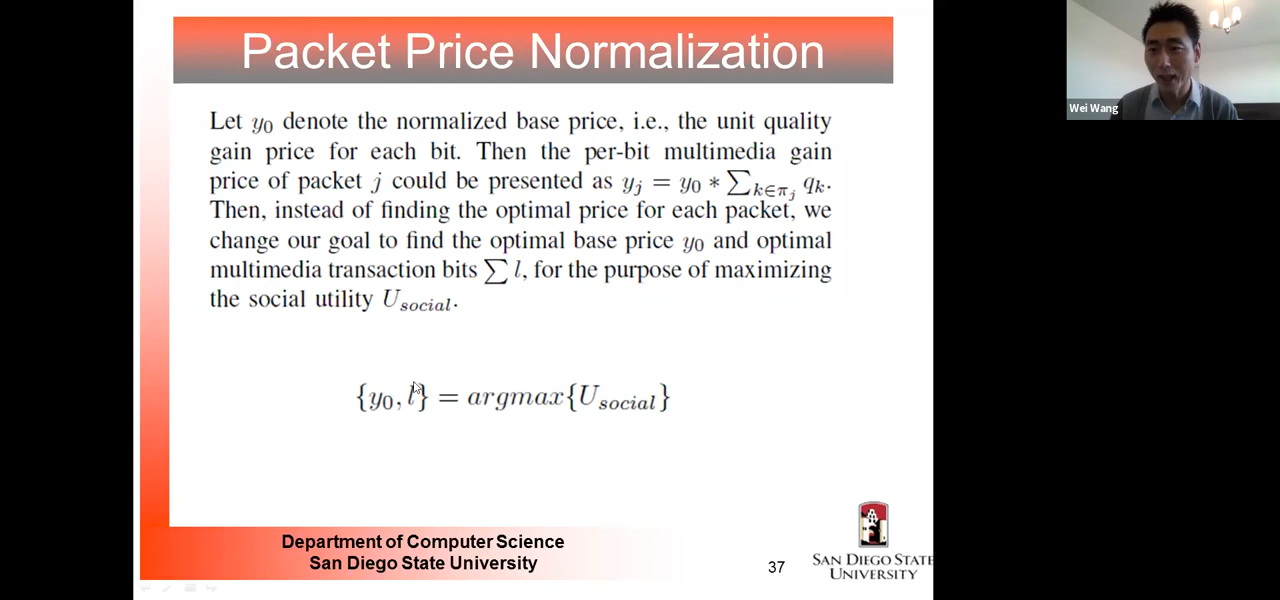 Packet Price Normalization
Wei Wang
Let y₀ denote the normalized base price, i.e., the unit quality
gain price for each bit. Then the per-bit multimedia gain
price of packet j could be presented as yⱼ = y₀ * ∑ₖ∈πⱼ qₖ.
Then, instead of finding the optimal price for each packet, we
change our goal to find the optimal base price y₀ and optimal
multimedia transaction bits ∑ l, for the purpose of maximizing
the social utility U_social.
{y₀, l} = argmax{U_social}
Department of Computer Science
San Diego State University
37
SAN DIEGO STATE
UNIVERSITY